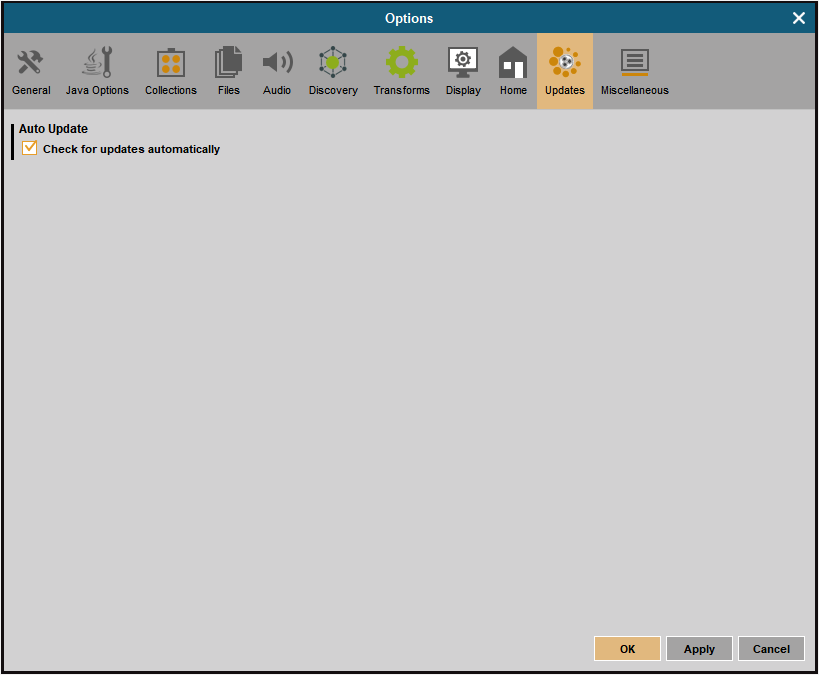 Options
General Java Options Collections Files Audio Discovery Transforms Display Home Updates Miscellaneous
Auto Update
Check for updates automatically
OK Apply Cancel